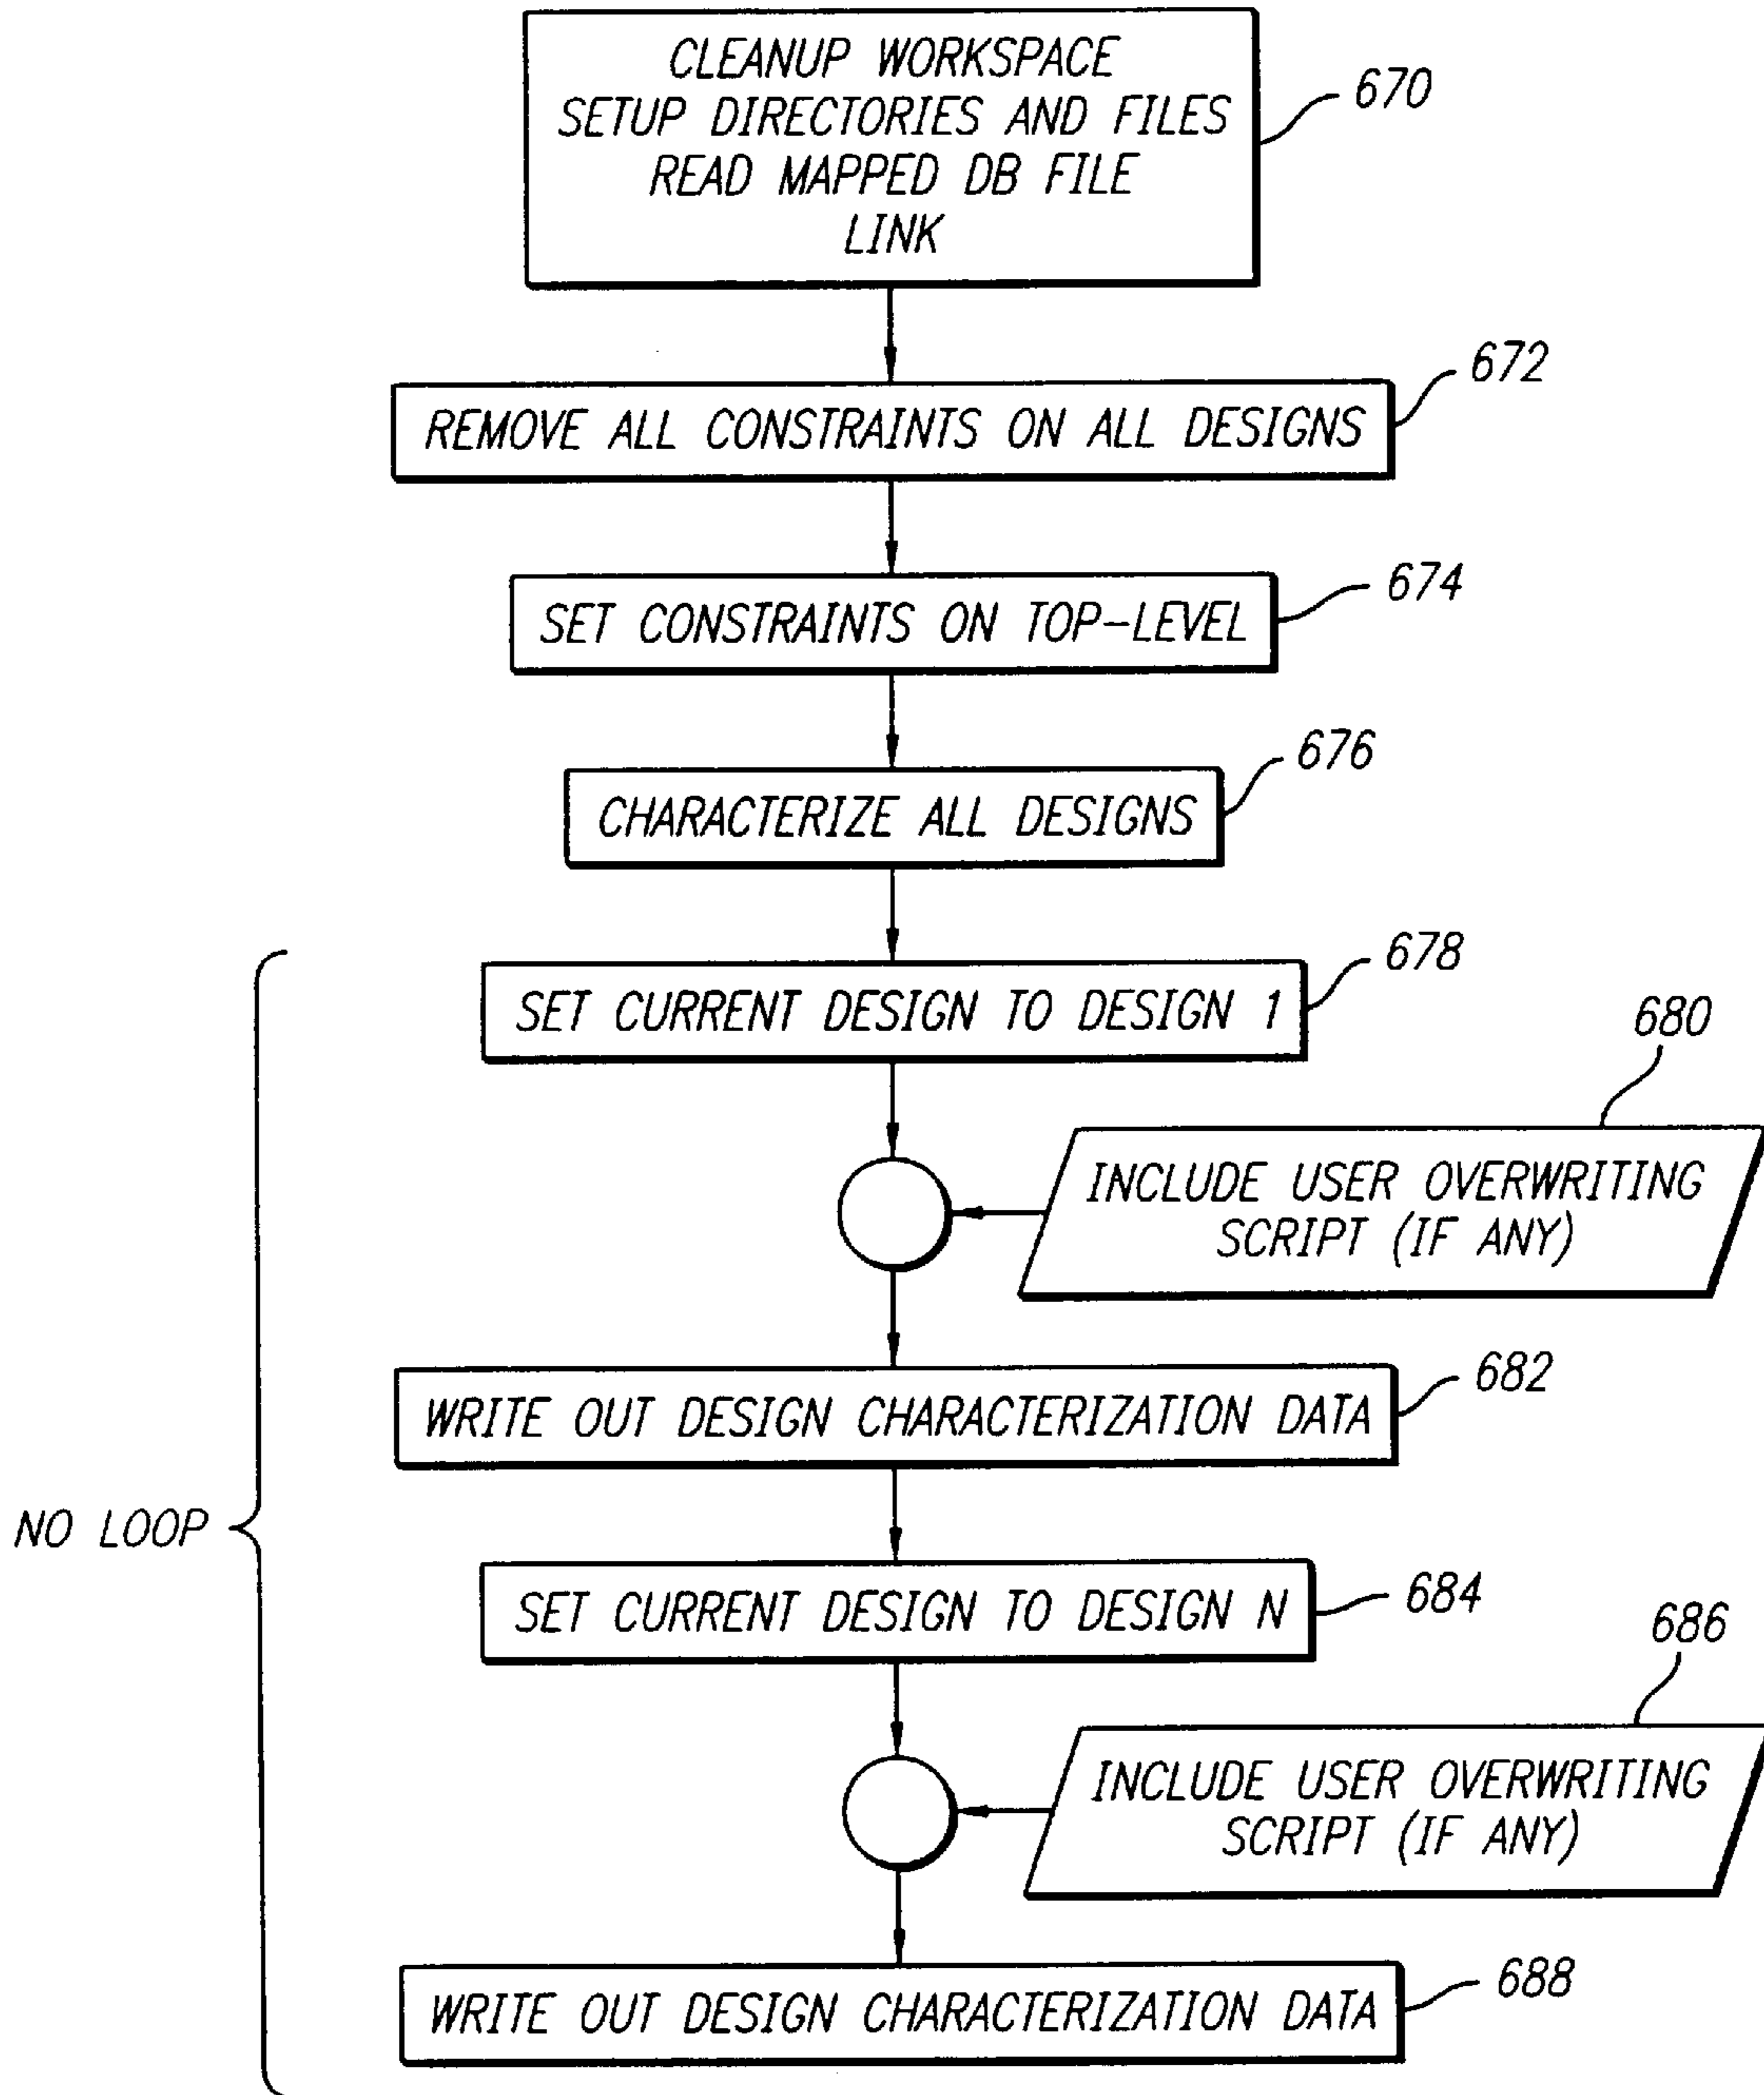 CLEANUP WORKSPACE
SETUP DIRECTORIES AND FILES
READ MAPPED DB FILE
LINK
670
REMOVE ALL CONSTRAINTS ON ALL DESIGNS
672
SET CONSTRAINTS ON TOP-LEVEL
674
CHARACTERIZE ALL DESIGNS
676
SET CURRENT DESIGN TO DESIGN 1
678
680
INCLUDE USER OVERWRITING
SCRIPT (IF ANY)
WRITE OUT DESIGN CHARACTERIZATION DATA
682
NO LOOP
SET CURRENT DESIGN TO DESIGN N
684
686
INCLUDE USER OVERWRITING
SCRIPT (IF ANY)
WRITE OUT DESIGN CHARACTERIZATION DATA
688